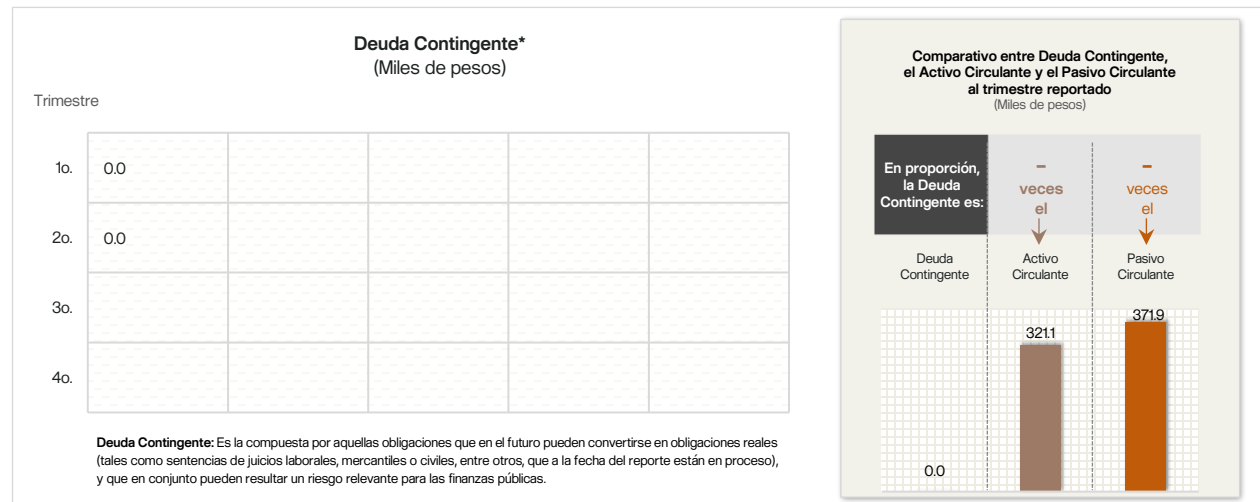 Deuda Contingente*
(Miles de pesos)
Trimestre
1o.
0.0
2o.
0.0
3o.
4o.
Deuda Contingente: Es la compuesta por aquellas obligaciones que en el futuro pueden convertirse en obligaciones reales
(tales como sentencias de juicios laborales, mercantiles o civiles, entre otros, que a la fecha del reporte están en proceso),
y que en conjunto pueden resultar un riesgo relevante para las finanzas públicas.
Comparativo entre Deuda Contingente,
el Activo Circulante y el Pasivo Circulante
al trimestre reportado
(Miles de pesos)
En proporción,
la Deuda
Contingente es:
–
veces
el
–
veces
el
Deuda
Contingente
Activo
Circulante
Pasivo
Circulante
0.0
321.1
371.9